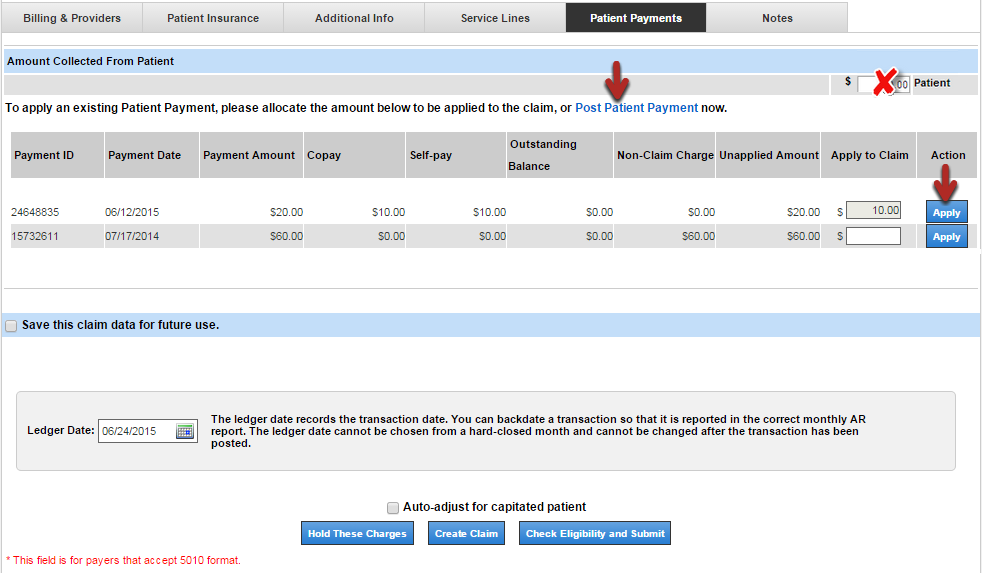 Billing & Providers Patient Insurance Additional Info Service Lines Patient Payments Notes
Amount Collected From Patient
$ 00 Patient
To apply an existing Patient Payment, please allocate the amount below to be applied to the claim, or Post Patient Payment now.
Payment ID Payment Date Payment Amount Copay Self-pay Outstanding Balance Non-Claim Charge Unapplied Amount Apply to Claim Action
24648835 06/12/2015 $20.00 $10.00 $10.00 $0.00 $0.00 $20.00 $ 10.00 Apply
15732611 07/17/2014 $60.00 $0.00 $0.00 $0.00 $60.00 $60.00 $ Apply
Save this claim data for future use.
Ledger Date: 06/24/2015
The ledger date records the transaction date. You can backdate a transaction so that it is reported in the correct monthly AR
report. The ledger date cannot be chosen from a hard-closed month and cannot be changed after the transaction has been
posted.
Auto-adjust for capitated patient
Hold These Charges Create Claim Check Eligibility and Submit
* This field is for payers that accept 5010 format.